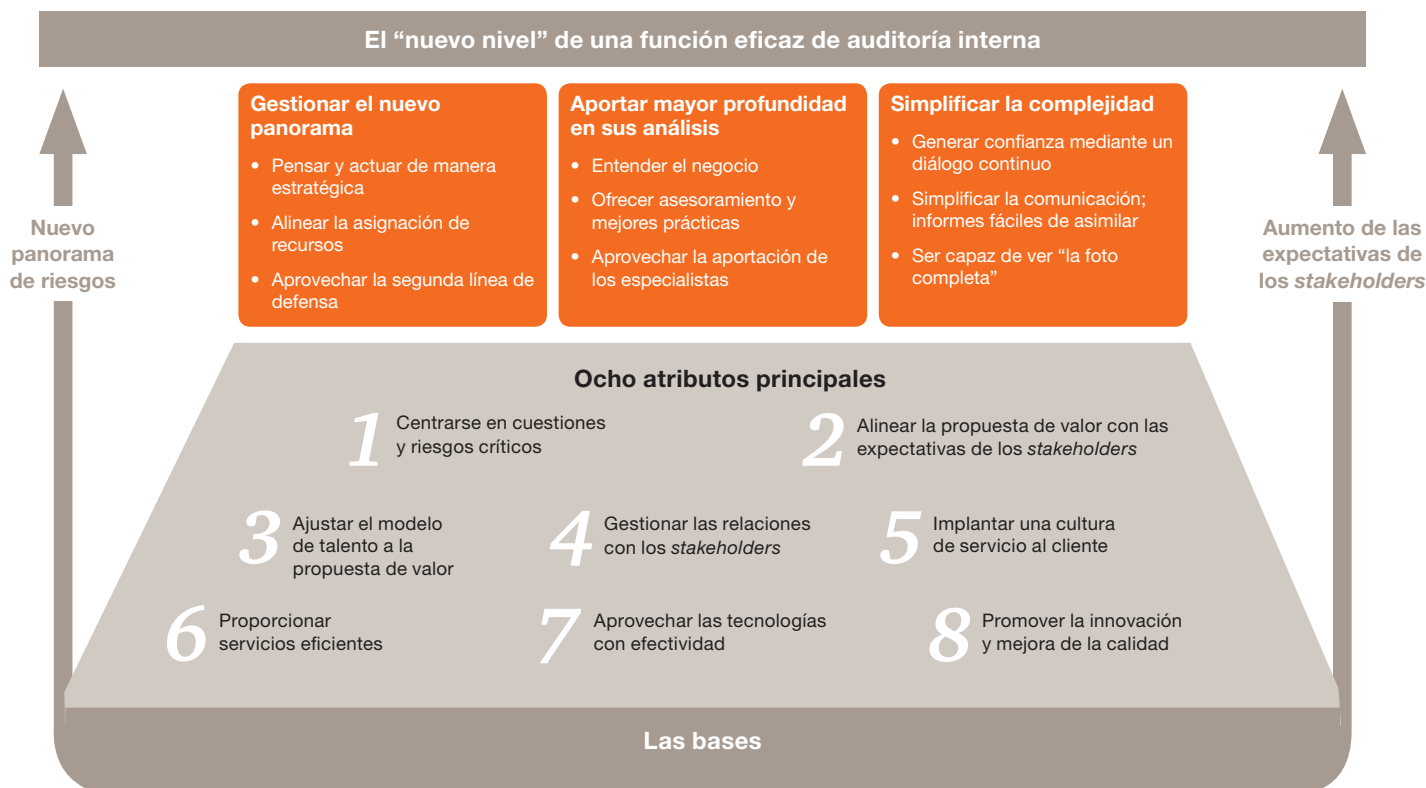 El “nuevo nivel” de una función eficaz de auditoría interna
Nuevo
panorama
de riesgos
Gestionar el nuevo
panorama
• Pensar y actuar de manera
estratégica
• Alinear la asignación de
recursos
• Aprovechar la segunda línea de
defensa
Aportar mayor profundidad
en sus análisis
• Entender el negocio
• Ofrecer asesoramiento y
mejores prácticas
• Aprovechar la aportación de
los especialistas
Simplificar la complejidad
• Generar confianza mediante un
diálogo continuo
• Simplificar la comunicación;
informes fáciles de asimilar
• Ser capaz de ver “la foto
completa”
Aumento de las
expectativas de
los stakeholders
Ocho atributos principales
1 Centrarse en cuestiones
y riesgos críticos
2 Alinear la propuesta de valor con las
expectativas de los stakeholders
3 Ajustar el modelo
de talento a la
propuesta de valor
4 Gestionar las relaciones
con los stakeholders
5 Implantar una cultura
de servicio al cliente
6 Proporcionar
servicios eficientes
7 Aprovechar las tecnologías
con efectividad
8 Promover la innovación
y mejora de la calidad
Las bases